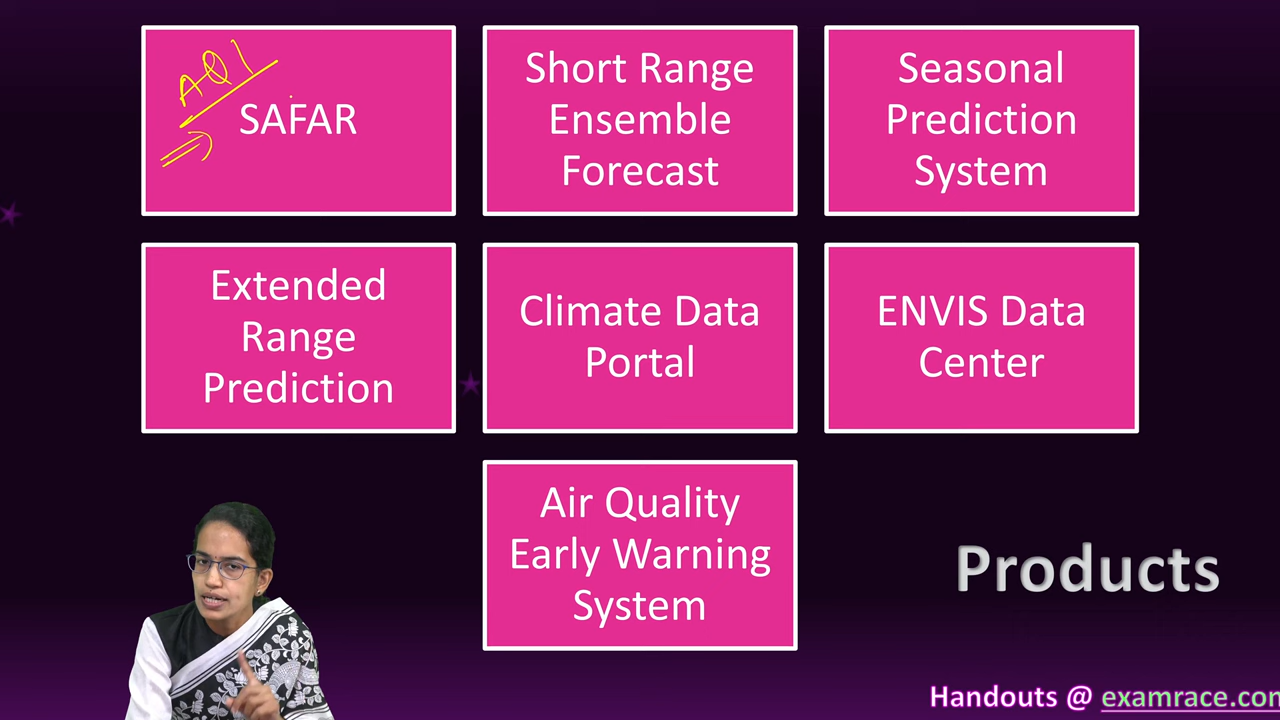 AQI
SAFAR
Short Range
Ensemble
Forecast
Seasonal
Prediction
System
Extended
Range
Prediction
Climate Data
Portal
ENVIS Data
Center
Air Quality
Early Warning
System
Products
Handouts @ examrace.con